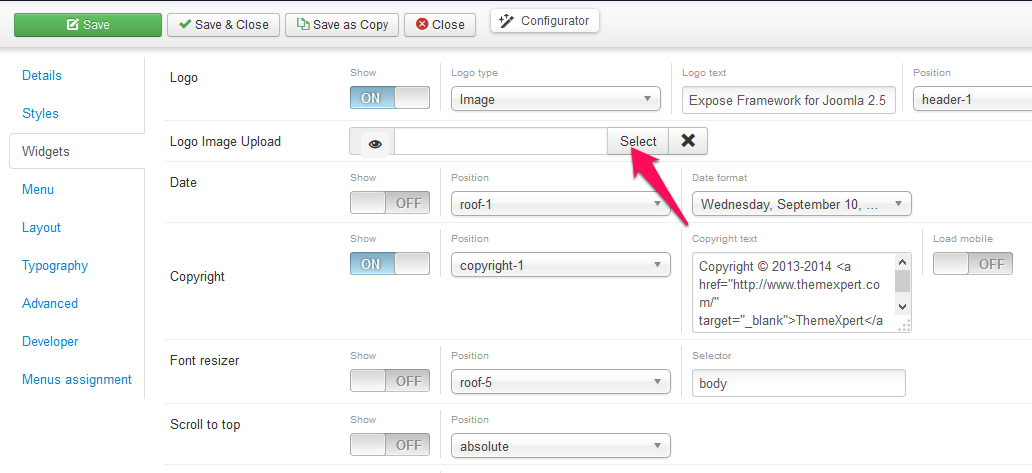 Save
Save & Close
Save as Copy
Close
Configurator
Details
Styles
Widgets
Menu
Layout
Typography
Advanced
Developer
Menus assignment
Logo
Show
ON
Logo type
Image
Logo text
Expose Framework for Joomla 2.5
Position
header-1
Logo Image Upload
Select
Date
Show
OFF
Position
roof-1
Date format
Wednesday, September 10, ...
Copyright
Show
ON
Position
copyright-1
Copyright text
Copyright © 2013-2014 <a
href="http://www.themexpert.co
m/"
target="_blank">ThemeXpert</a
Load mobile
OFF
Font resizer
Show
OFF
Position
roof-5
Selector
body
Scroll to top
Show
OFF
Position
absolute